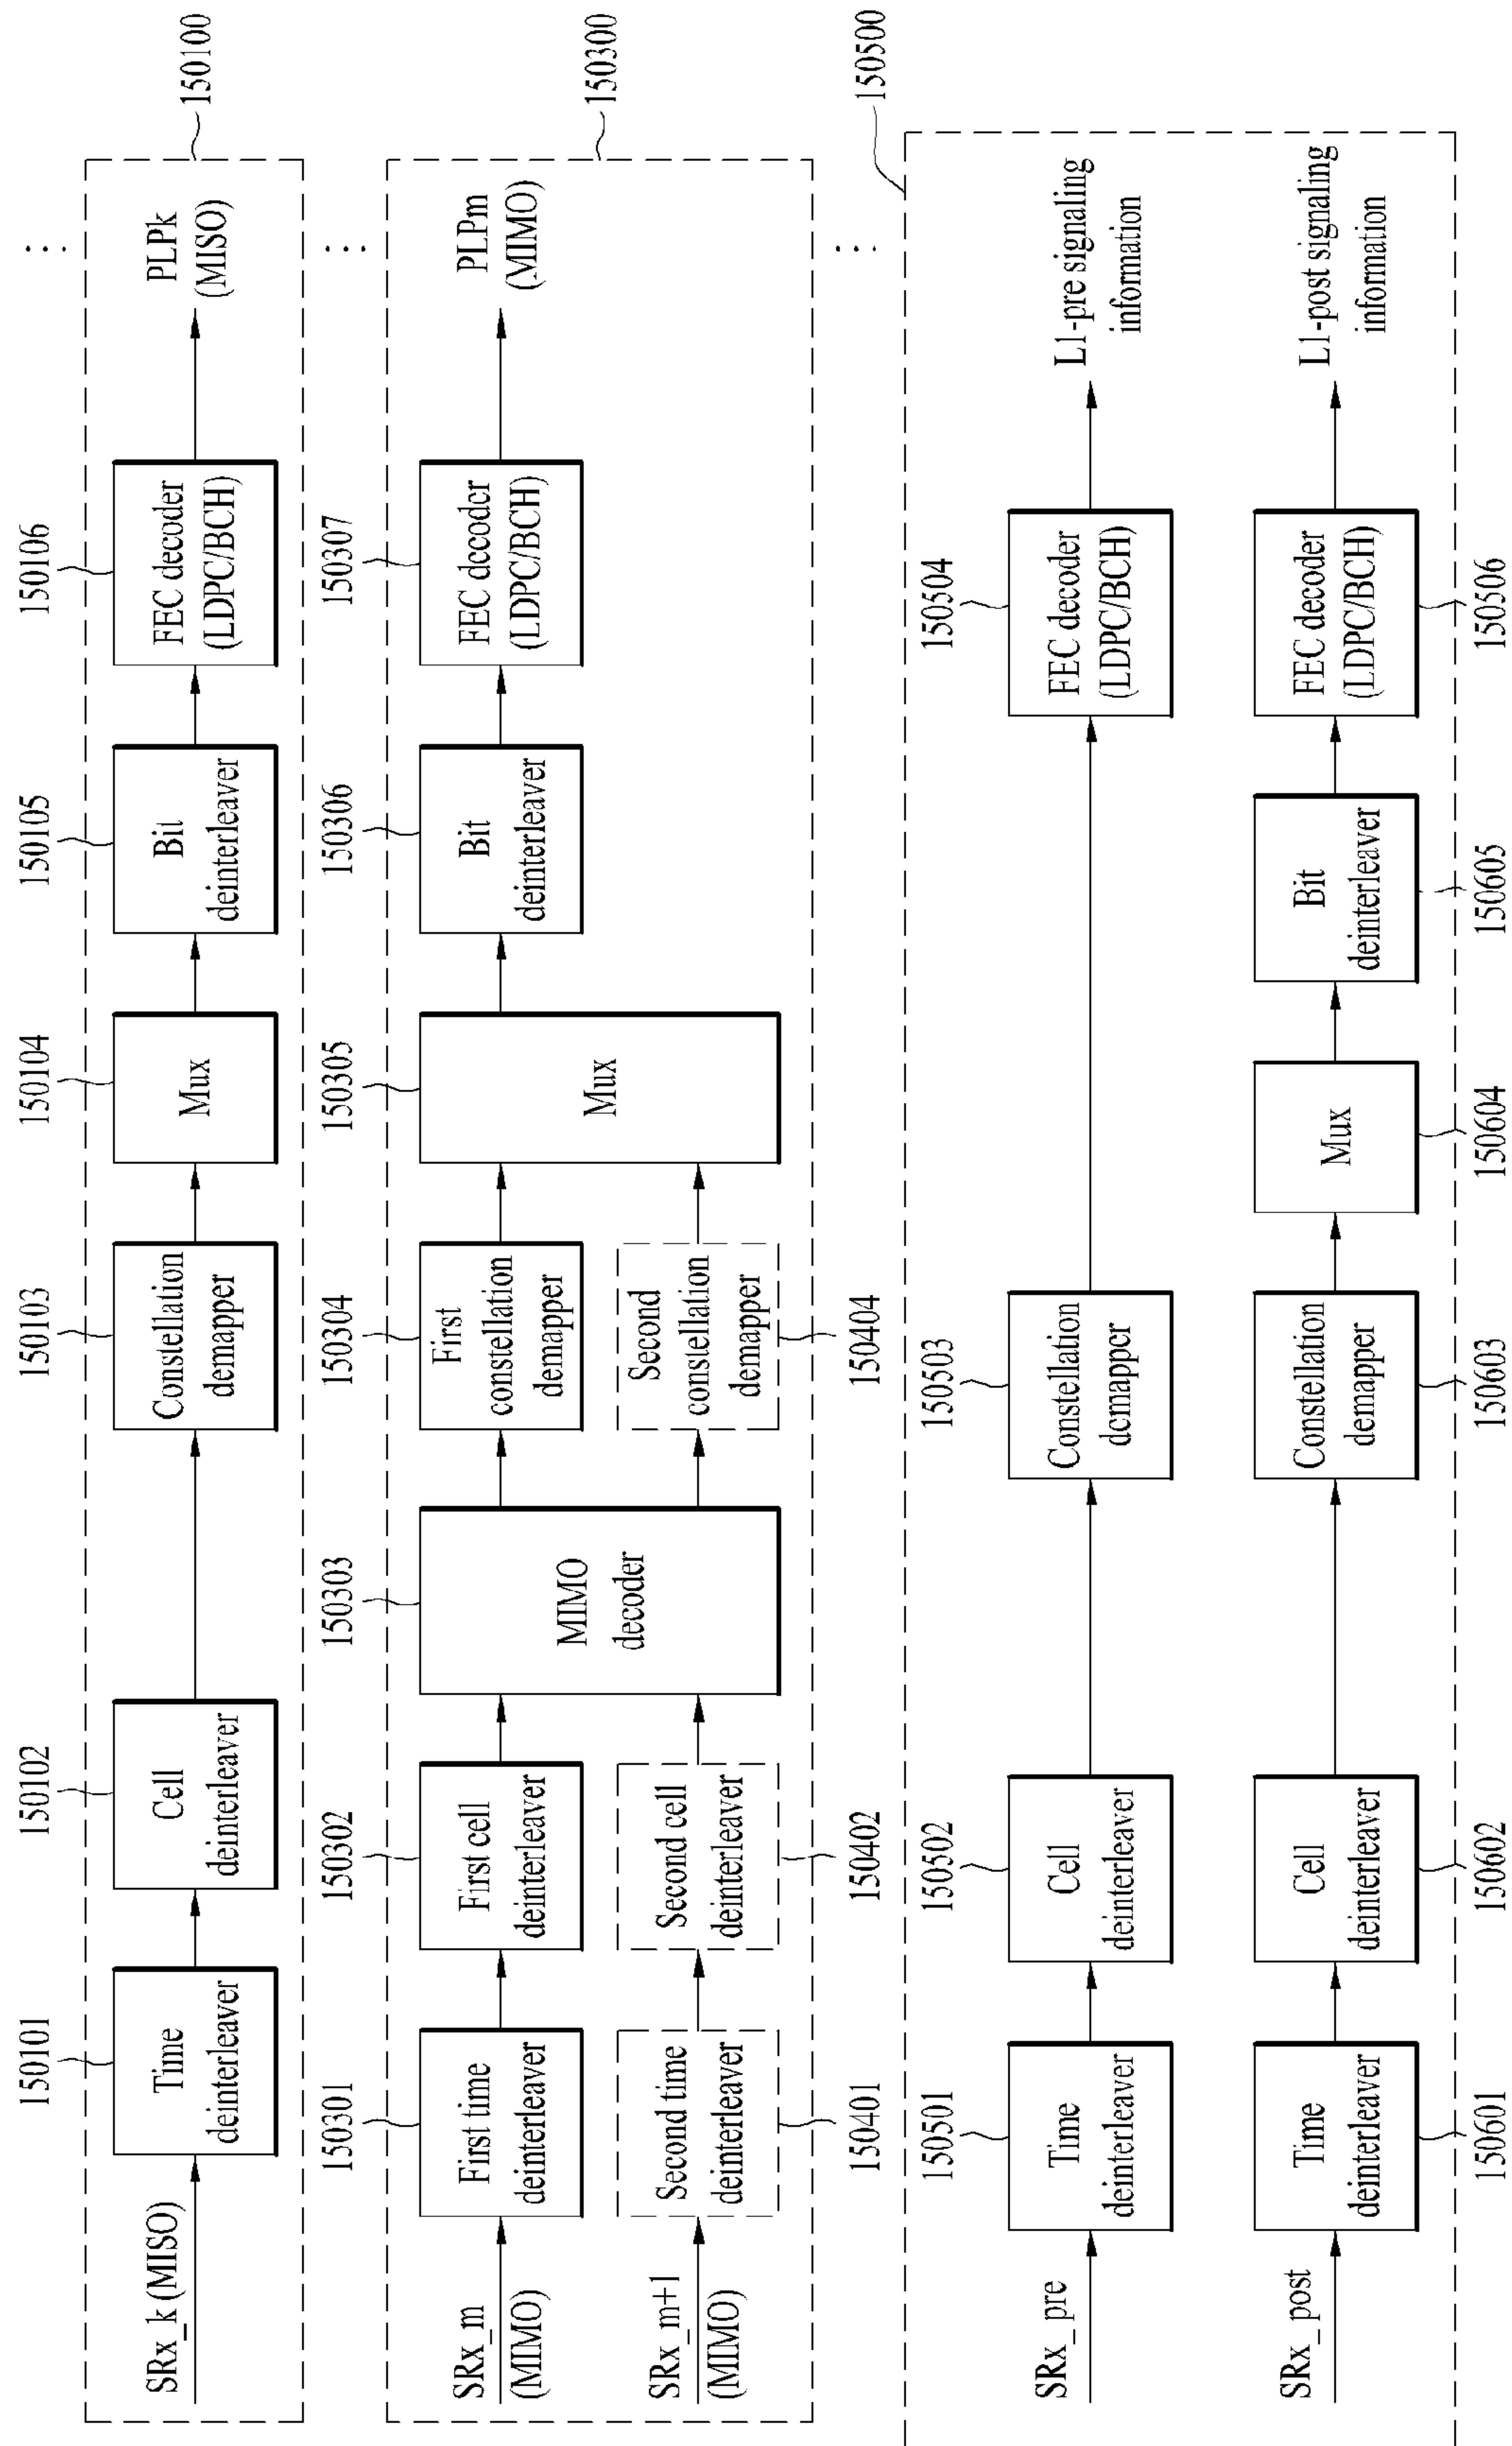 150101
150102
150103
150104
150105
150106
SRx_k (MISO)
Time
deinterleaver
Cell
deinterleaver
Constellation
demapper
Mux
Bit
deinterleaver
FEC decoder
(LDPC/BCH)
PLPk
(MISO)
⋮
150100
150301
150302
150303
150304
150305
150306
150307
SRx_m
(MIMO)
First time
deinterleaver
First cell
deinterleaver
MIMO
decoder
First
constellation
demapper
Mux
Bit
deinterleaver
FEC decoder
(LDPC/BCH)
PLPm
(MIMO)
⋮
150300
SRx_m+1
(MIMO)
Second time
deinterleaver
Second cell
deinterleaver
Second
constellation
demapper
150401
150402
150404
⋮
150500
150501
150502
150503
150504
SRx_pre
Time
deinterleaver
Cell
deinterleaver
Constellation
demapper
FEC decoder
(LDPC/BCH)
L1-pre signaling
information
SRx_post
Time
deinterleaver
Cell
deinterleaver
Constellation
demapper
Mux
Bit
deinterleaver
FEC decoder
(LDPC/BCH)
L1-post signaling
information
150601
150602
150603
150604
150605
150506